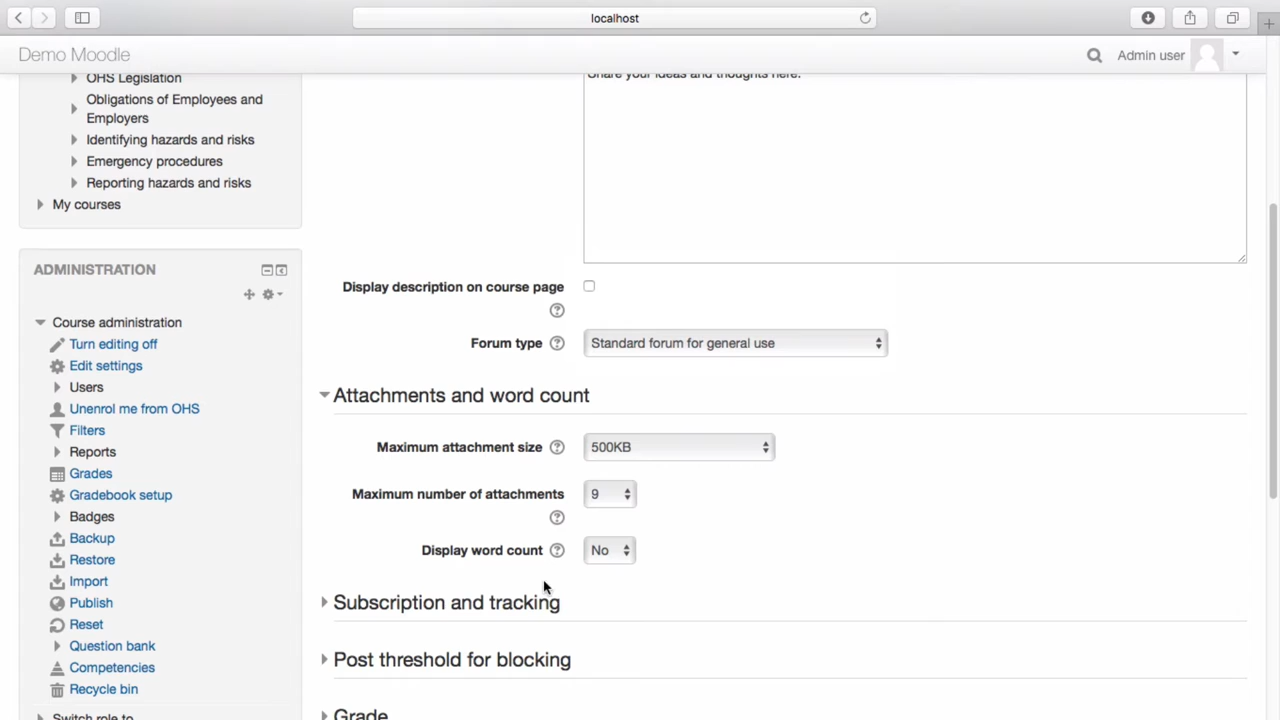 localhost
Demo Moodle
Admin user
OHS Legislation
Obligations of Employees and
Employers
Identifying hazards and risks
Emergency procedures
Reporting hazards and risks
My courses
ADMINISTRATION
Course administration
Turn editing off
Edit settings
Users
Unenrol me from OHS
Filters
Reports
Grades
Gradebook setup
Badges
Backup
Restore
Import
Publish
Reset
Question bank
Competencies
Recycle bin
Switch role to
Share your ideas and thoughts here.
Display description on course page
Forum type
Standard forum for general use
Attachments and word count
Maximum attachment size
500KB
Maximum number of attachments
9
Display word count
No
Subscription and tracking
Post threshold for blocking
Grade